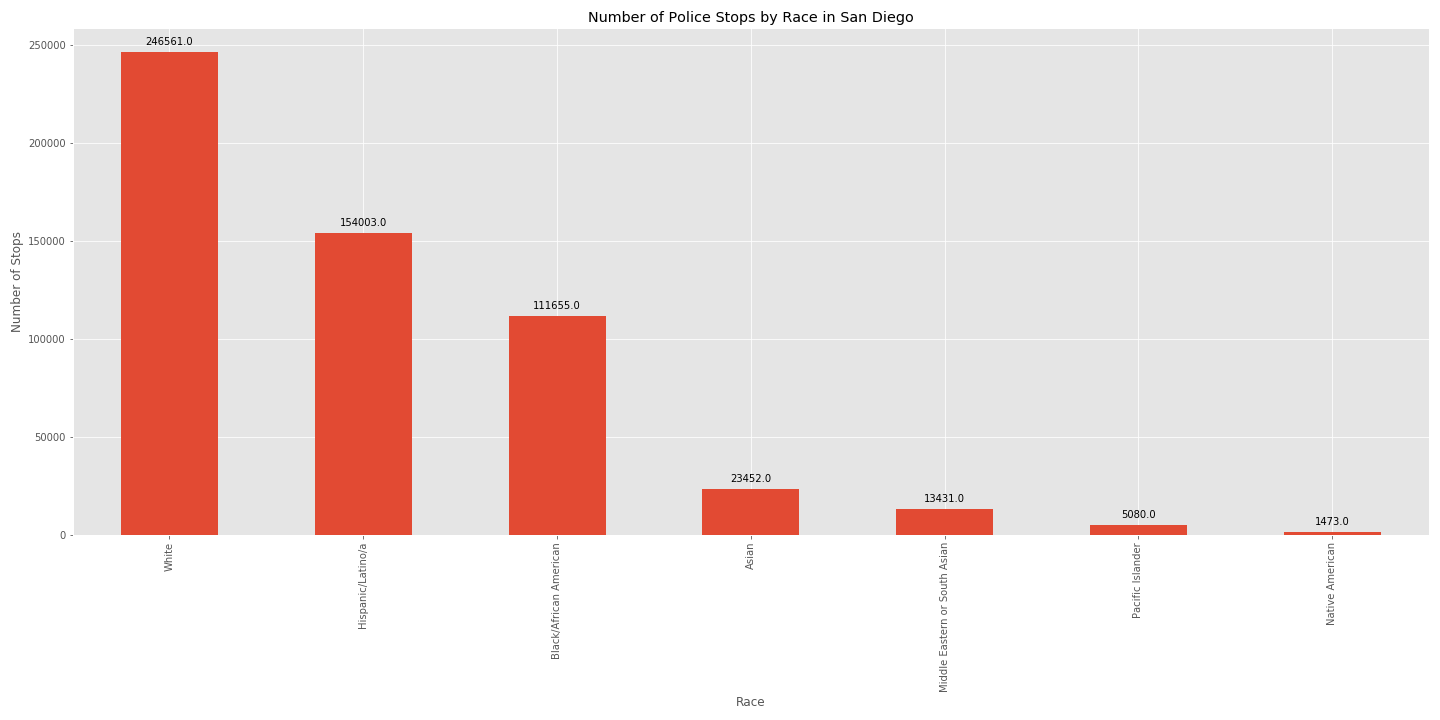 Number of Police Stops by Race in San Diego
250000
200000
150000
100000
50000
0
Number of Stops
246561.0
154003.0
111655.0
23452.0
13431.0
5080.0
1473.0
White
Hispanic/Latino/a
Black/African American
Asian
Middle Eastern or South Asian
Pacific Islander
Native American
Race